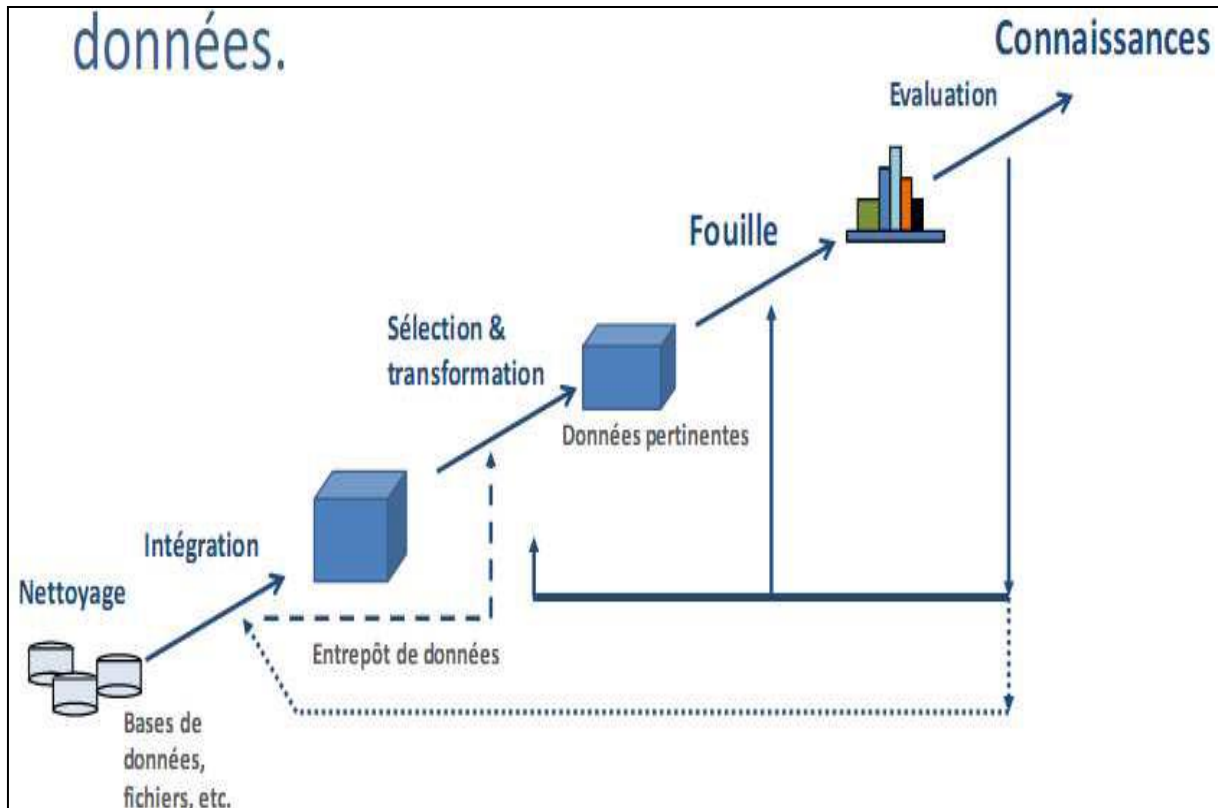 données.
Connaissances
Evaluation
Fouille
Sélection &
transformation
Données pertinentes
Intégration
Nettoyage
Entrepôt de données
Bases de
données,
fichiers, etc.